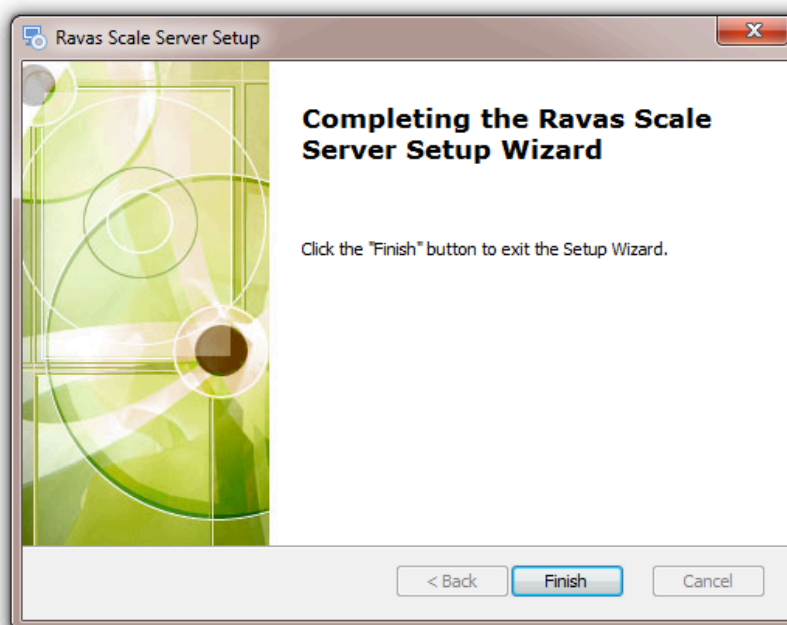 Ravas Scale Server Setup
Completing the Ravas Scale
Server Setup Wizard
Click the "Finish" button to exit the Setup Wizard.
< Back
Finish
Cancel